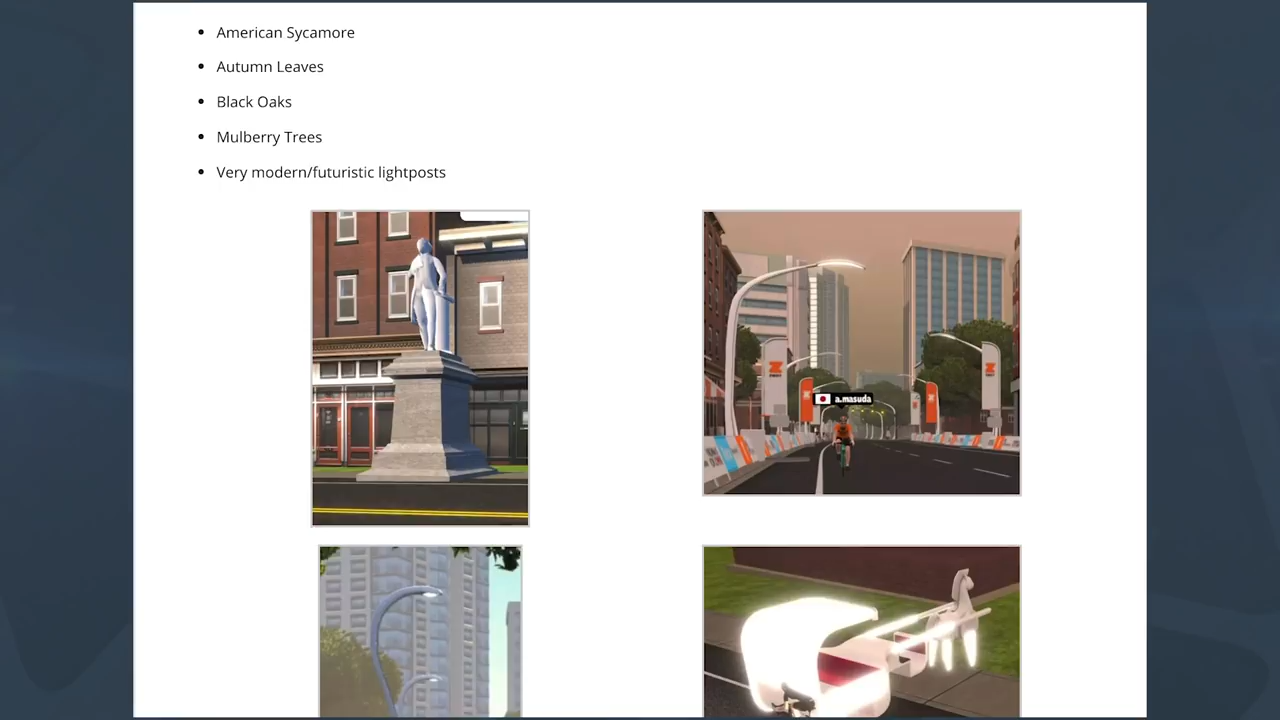 American Sycamore
Autumn Leaves
Black Oaks
Mulberry Trees
Very modern/futuristic lightposts
a.masuda